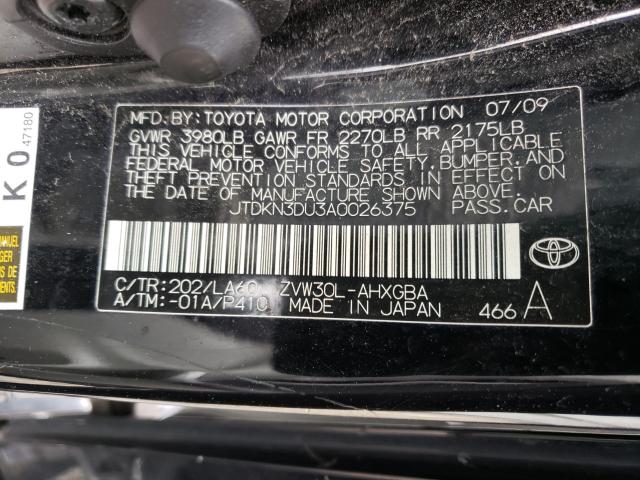 MFD. BY: TOYOTA MOTOR CORPORATION 07/09
GVWR 3980LB GAWR FR 2270LB RR 2175LB
THIS VEHICLE CONFORMS TO ALL APPLICABLE
FEDERAL MOTOR VEHICLE SAFETY, BUMPER, AND
THEFT PREVENTION STANDARDS IN EFFECT ON
THE DATE OF MANUFACTURE SHOWN ABOVE.
JTDKN3DU3A0026375 PASS. CAR
C/TR: 202/LA60 ZVW30L-AHXGBA
A/TM: -01A/P410 MADE IN JAPAN 466 A
K 0 47180